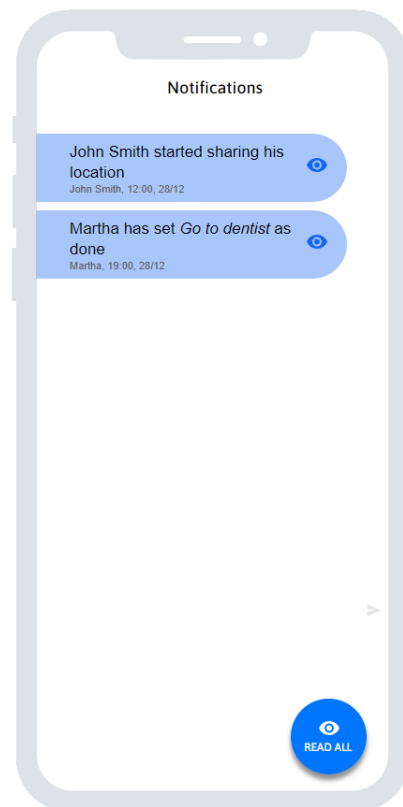 Notifications
John Smith started sharing his
location
John Smith, 12:00, 28/12
Martha has set Go to dentist as
done
Martha, 19:00, 28/12
READ ALL